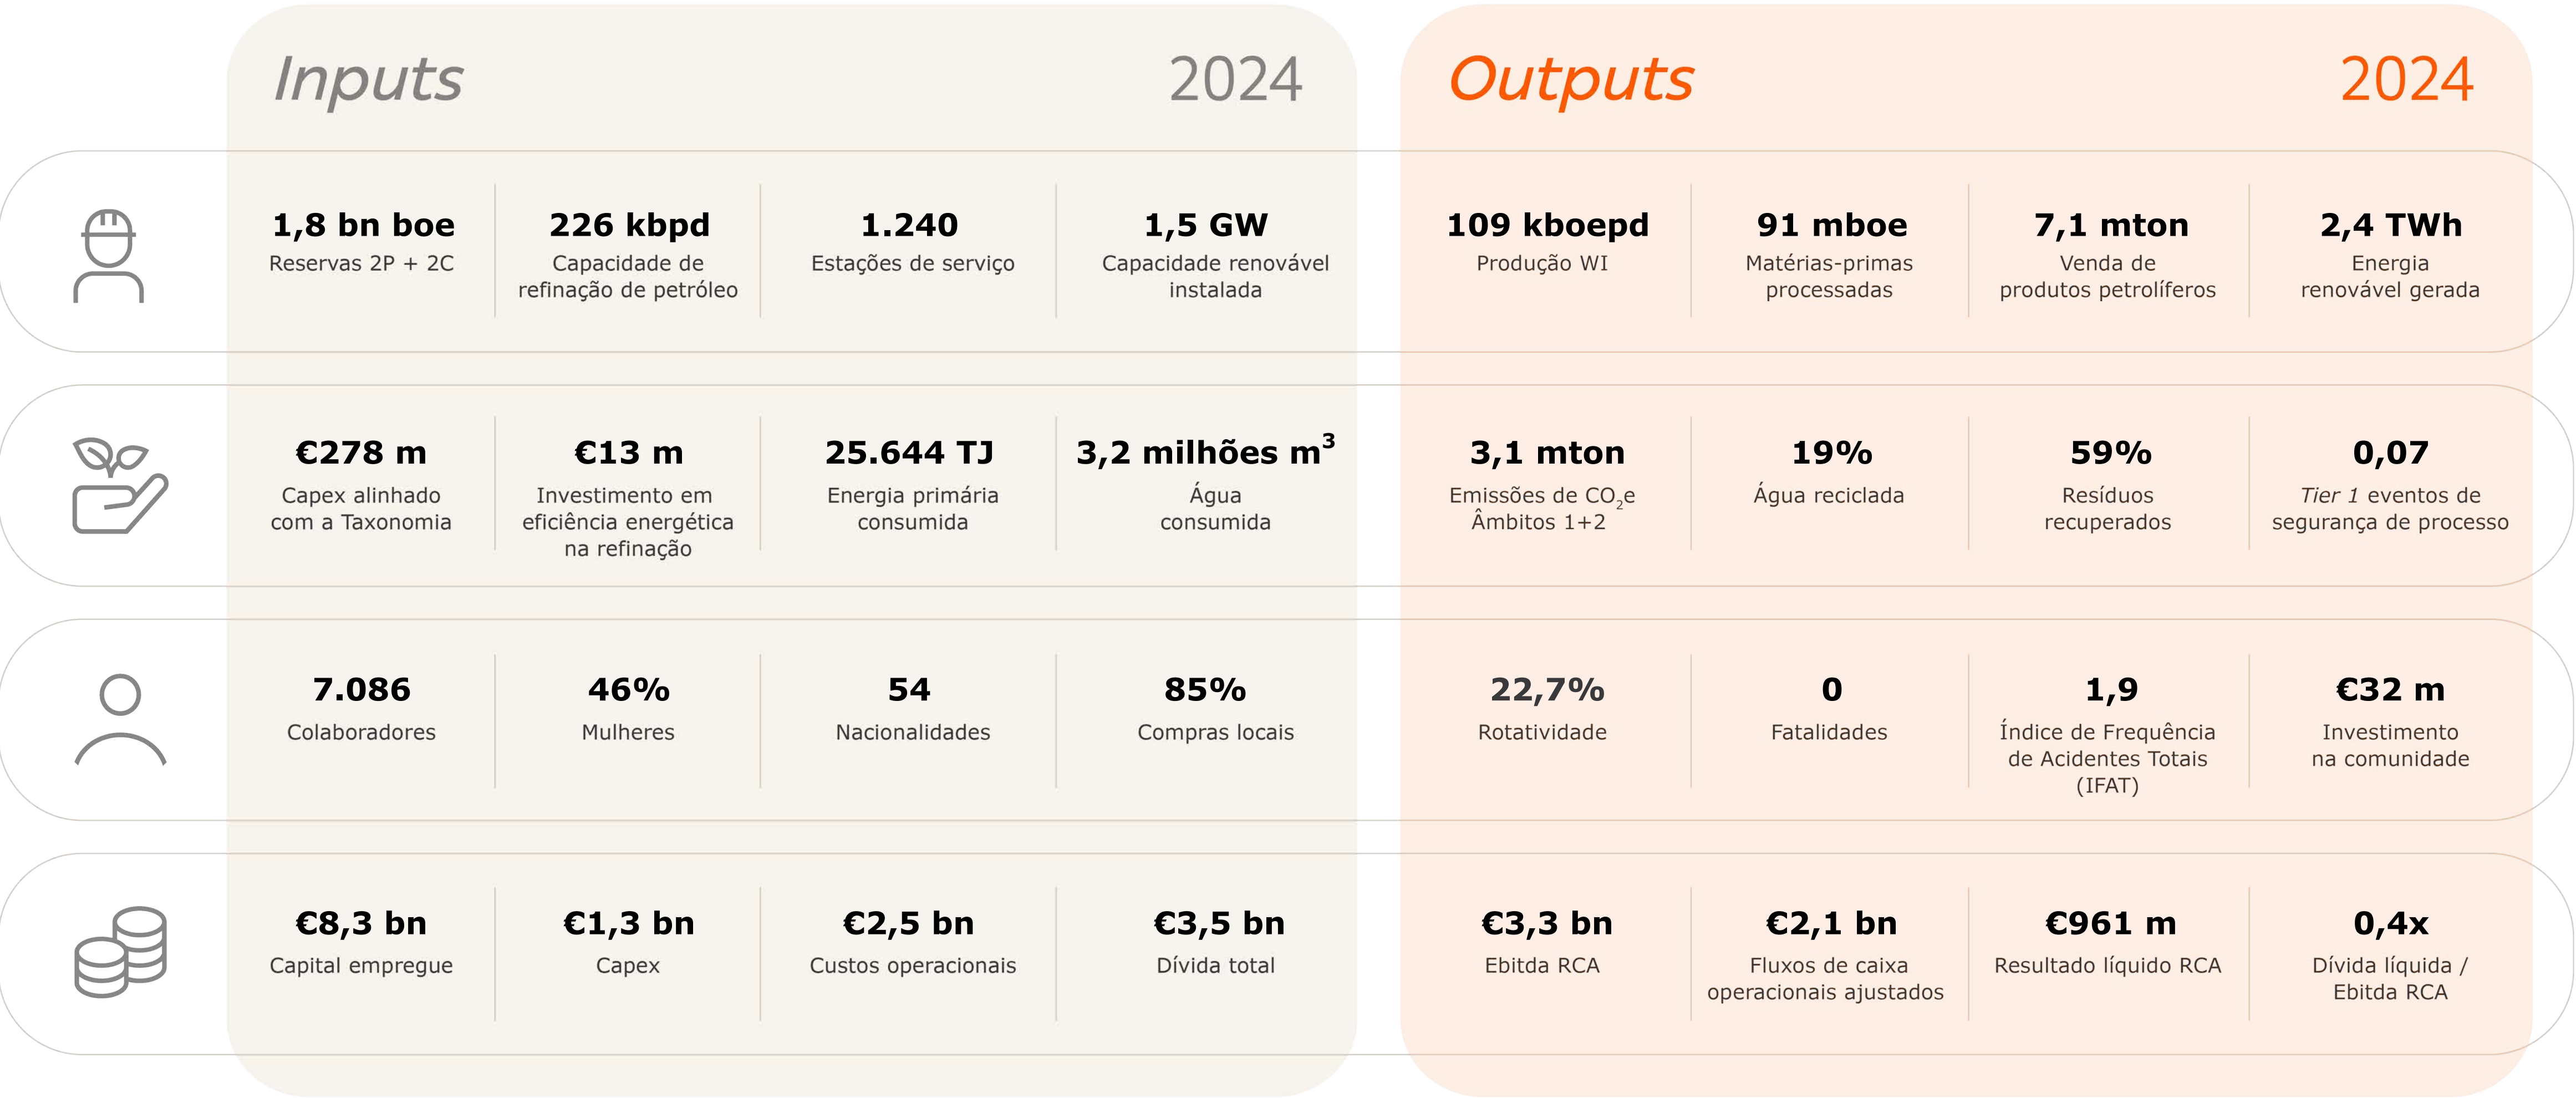 Inputs 2024
Outputs 2024
1,8 bn boe
Reservas 2P + 2C
226 kbpd
Capacidade de
refinação de petróleo
1.240
Estações de serviço
1,5 GW
Capacidade renovável
instalada
109 kboepd
Produção WI
91 mboe
Matérias-primas
processadas
7,1 mton
Venda de
produtos petrolíferos
2,4 TWh
Energia
renovável gerada
€278 m
Capex alinhado
com a Taxonomia
€13 m
Investimento em
eficiência energética
na refinação
25.644 TJ
Energia primária
consumida
3,2 milhões m³
Água
consumida
3,1 mton
Emissões de CO₂e
Âmbitos 1+2
19%
Água reciclada
59%
Resíduos
recuperados
0,07
Tier 1 eventos de
segurança de processo
7.086
Colaboradores
46%
Mulheres
54
Nacionalidades
85%
Compras locais
22,7%
Rotatividade
0
Fatalidades
1,9
Índice de Frequência
de Acidentes Totais
(IFAT)
€32 m
Investimento
na comunidade
€8,3 bn
Capital empregue
€1,3 bn
Capex
€2,5 bn
Custos operacionais
€3,5 bn
Dívida total
€3,3 bn
Ebitda RCA
€2,1 bn
Fluxos de caixa
operacionais ajustados
€961 m
Resultado líquido RCA
0,4x
Dívida líquida /
Ebitda RCA